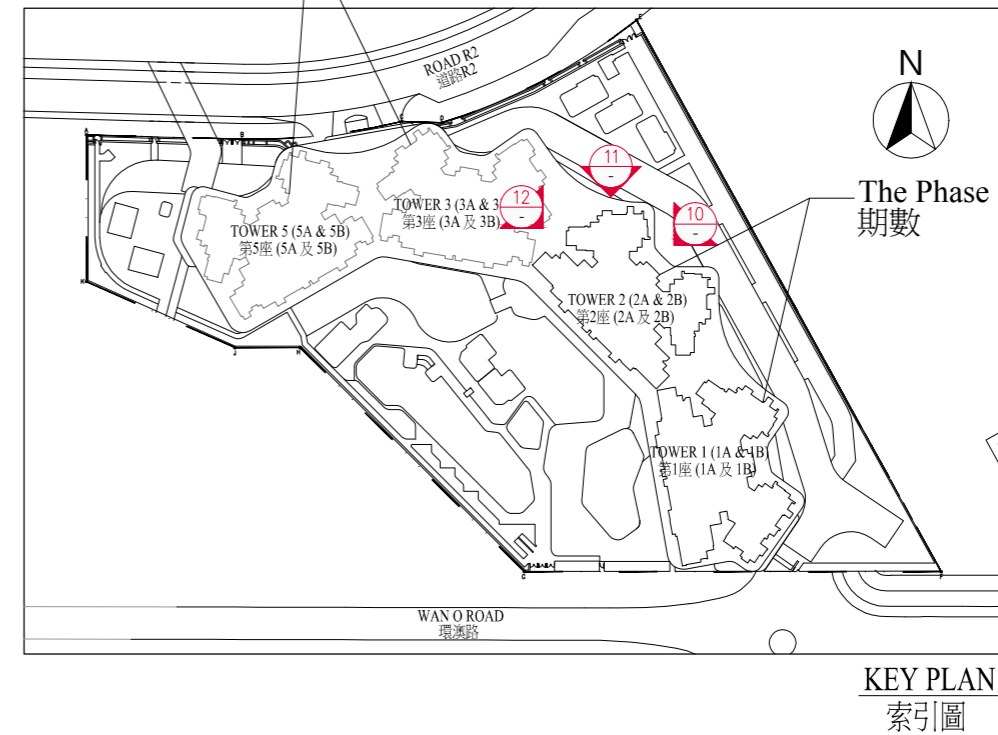 ROAD R2
道路R2
N
A
B
C
D
E
11
-
12
-
10
-
The Phase
期數
TOWER 3 (3A & 3
第3座 (3A 及 3B)
TOWER 5 (5A & 5B)
第5座 (5A 及 5B)
K
TOWER 2 (2A & 2B)
第2座 (2A 及 2B)
J
H
TOWER 1 (1A & 1B)
第1座 (1A 及 1B)
G
F
WAN O ROAD
環澳路
KEY PLAN
索引圖